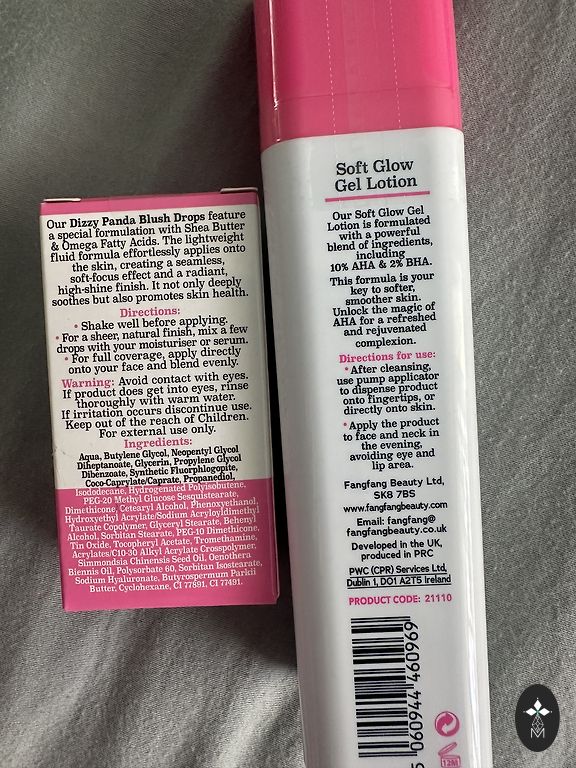 Our Dizzy Panda Blush Drops feature
a special formulation with Shea Butter
& Omega Fatty Acids. The lightweight
fluid formula effortlessly applies onto
the skin, creating a seamless,
soft-focus effect and a radiant,
high-shine finish. It not only deeply
soothes but also promotes skin health.
Directions:
• Shake well before applying.
• For a sheer, natural finish, mix a few
drops with your moisturiser or serum.
• For full coverage, apply directly
onto your face and blend evenly.
Warning: Avoid contact with eyes.
If product does get into eyes, rinse
thoroughly with warm water.
If irritation occurs discontinue use.
Keep out of the reach of Children.
For external use only.
Ingredients:
Aqua, Butylene Glycol, Neopentyl Glycol
Diheptanoate, Glycerin, Propylene Glycol
Dibenzoate, Synthetic Fluorphlogopite,
Coco-Caprylate/Caprate, Propanediol,
Isododecane, Hydrogenated Polyisobutene,
PEG-20 Methyl Glucose Sesquistearate,
Dimethicone, Cetearyl Alcohol, Phenoxyethanol,
Hydroxyethyl Acrylate/Sodium Acryloyldimethyl
Taurate Copolymer, Glyceryl Stearate, Behenyl
Alcohol, Sorbitan Stearate, PEG-10 Dimethicone,
Tin Oxide, Tocopheryl Acetate, Tromethamine,
Acrylates/C10-30 Alkyl Acrylate Crosspolymer,
Simmondsia Chinensis Seed Oil, Oenothera
Biennis Oil, Polysorbate 60, Sorbitan Isostearate,
Sodium Hyaluronate, Butyrospermum Parkii
Butter, Cyclohexane, CI 77891, CI 77491.
Soft Glow
Gel Lotion
Our Soft Glow Gel
Lotion is formulated
with a powerful
blend of ingredients,
including
10% AHA & 2% BHA.
This formula is your
key to softer,
smoother skin.
Unlock the magic of
AHA for a refreshed
and rejuvenated
complexion.
Directions for use:
• After cleansing,
use pump applicator
to dispense product
onto fingertips, or
directly onto skin.
• Apply the product
to face and neck in
the evening,
avoiding eye and
lip area.
Fangfang Beauty Ltd,
SK8 7BS
www.fangfangbeauty.com
Email: fangfang@
fangfangbeauty.co.uk
Developed in the UK,
produced in PRC
PWC (CPR) Services Ltd,
Dublin 1, DO1 A2T5 Ireland
PRODUCT CODE: 21110
5 060944 460969
12M
M